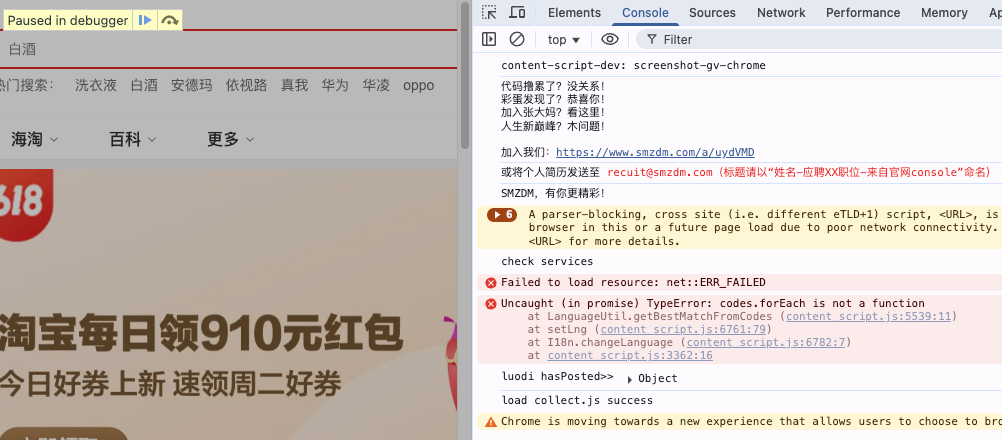 Paused in debugger
白酒
热门搜索： 洗衣液 白酒 安德玛 依视路 真我 华为 华凌 oppo
海淘 百科 更多
618
淘宝每日领910元红包
今日好券上新 速领周二好券
Elements Console Sources Network Performance Memory
top Filter
content-script-dev: screenshot-gv-chrome
代码撸累了？没关系！
彩蛋发现了？恭喜你！
加入张大妈？看这里！
人生新巅峰？木问题！
加入我们：https://www.smzdm.com/a/uydVMD
或将个人简历发送至 recuit@smzdm.com（标题请以“姓名-应聘XX职位-来自官网console”命名）
SMZDM，有你更精彩！
6 A parser-blocking, cross site (i.e. different eTLD+1) script, <URL>, is
browser in this or a future page load due to poor network connectivity.
<URL> for more details.
check services
Failed to load resource: net::ERR_FAILED
Uncaught (in promise) TypeError: codes.forEach is not a function
at LanguageUtil.getBestMatchFromCodes (content script.js:5539:11)
at setLng (content script.js:6761:79)
at I18n.changeLanguage (content script.js:6782:7)
at content script.js:3362:16
luodi hasPosted>> Object
load collect.js success
Chrome is moving towards a new experience that allows users to choose to bro